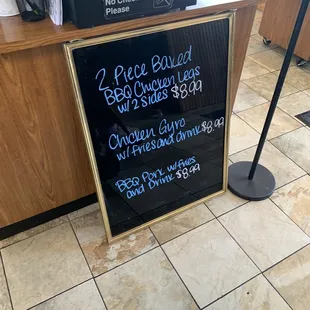 No Checks
Please
2 Piece Baked
BBQ Chicken Legs
w/ 2 sides $8.99
Chicken Gyro
w/ fries and drink $8.99
BBQ Pork w/ fries
and Drink $8.99